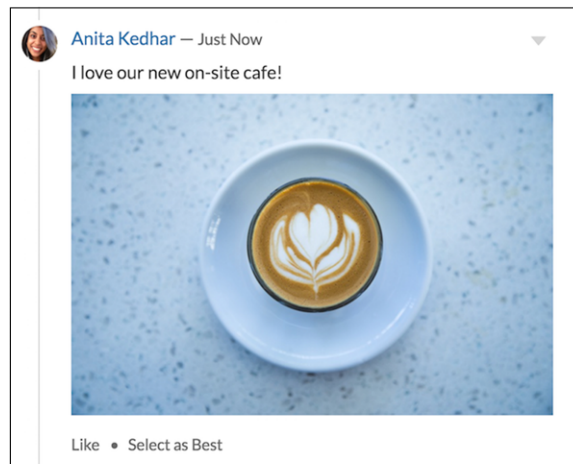 Anita Kedhar — Just Now
I love our new on-site cafe!
Like • Select as Best